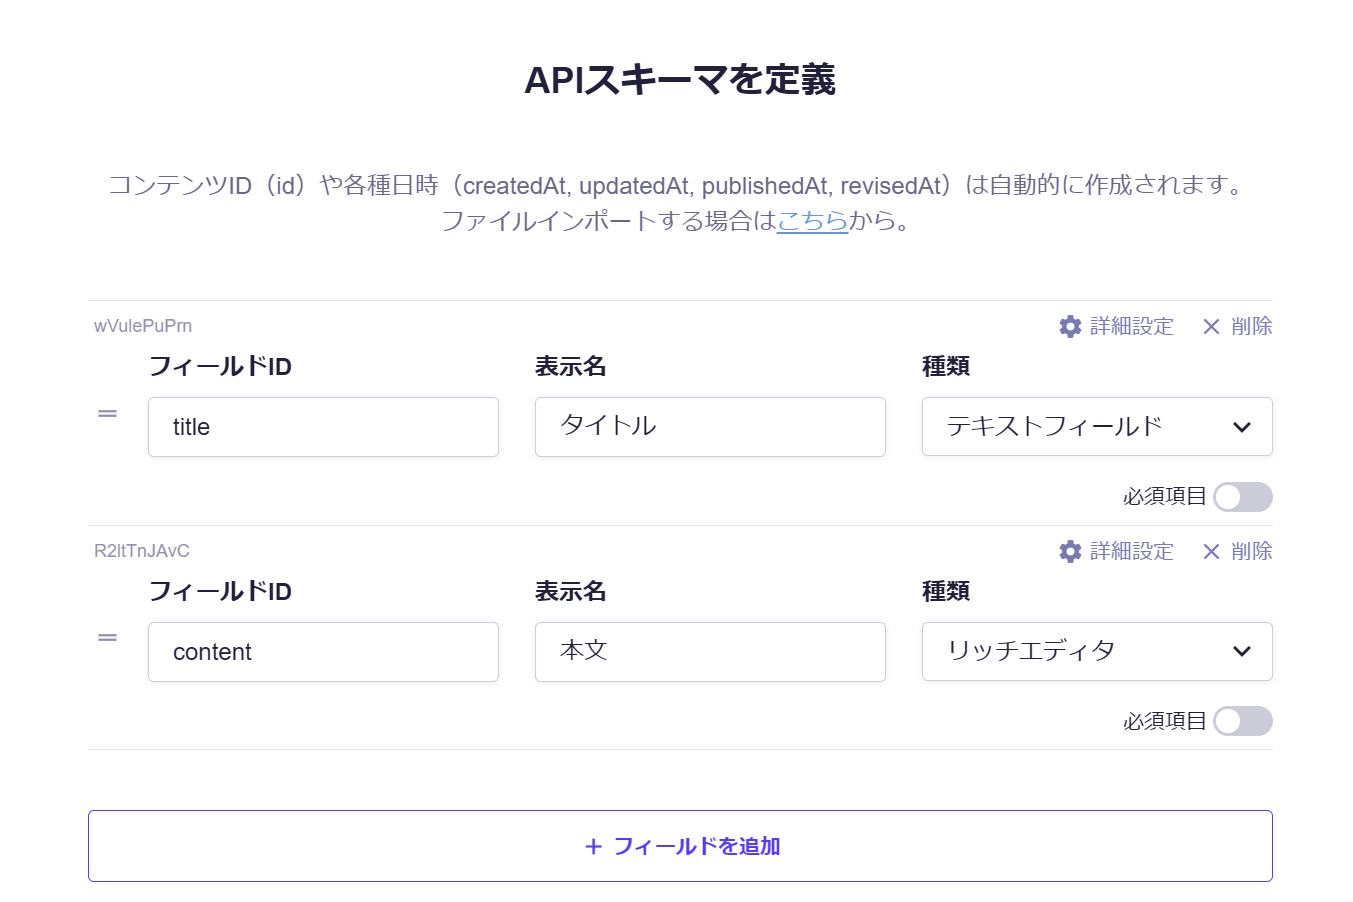 APIスキーマを定義
コンテンツID（id）や各種日時（createdAt, updatedAt, publishedAt, revisedAt）は自動的に作成されます。
ファイルインポートする場合はこちらから。
wVulePuPrn
詳細設定 削除
フィールドID 表示名 種類
title タイトル テキストフィールド
必須項目
R2ltTnJAvC
詳細設定 削除
フィールドID 表示名 種類
content 本文 リッチエディタ
必須項目
＋ フィールドを追加